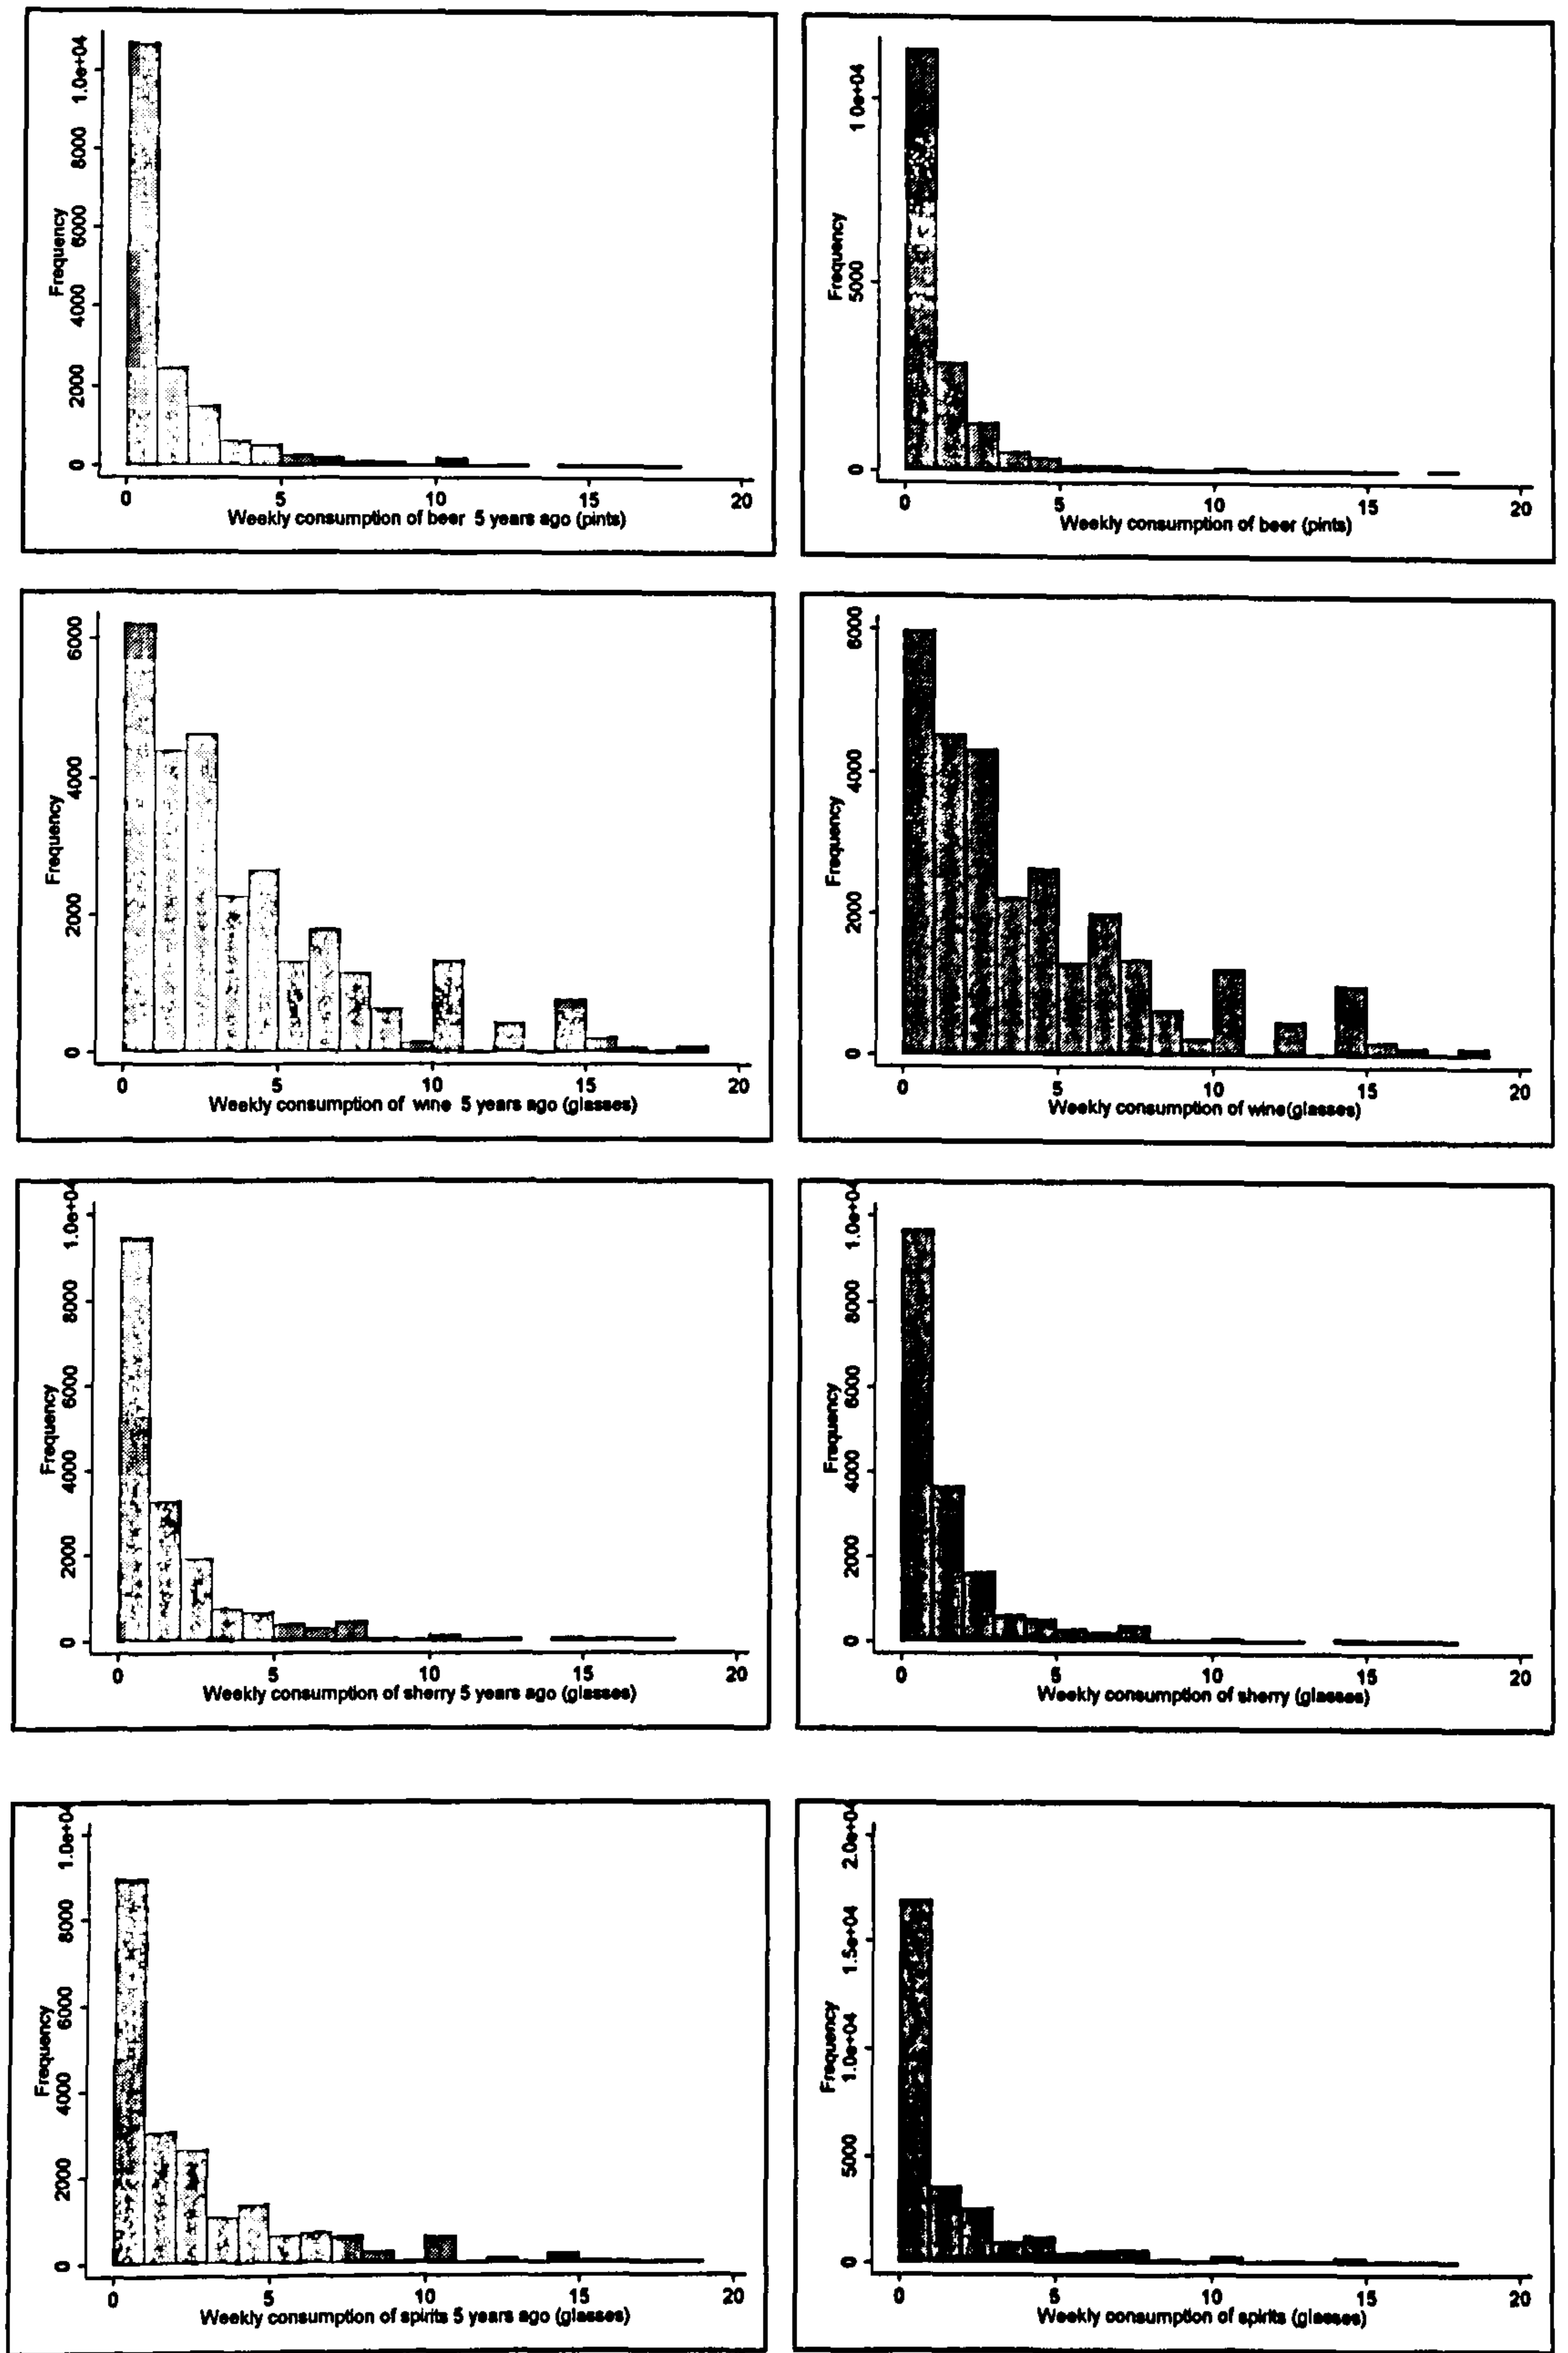 Frequency
0 2000 4000 6000 8000 1.0e+04
0 5 10 15 20
Weekly consumption of beer 5 years ago (pints)
Frequency
0 5000 1.0e+04
0 5 10 15 20
Weekly consumption of beer (pints)
Frequency
0 2000 4000 6000
0 5 10 15 20
Weekly consumption of wine 5 years ago (glasses)
Frequency
0 2000 4000 6000
0 5 10 15 20
Weekly consumption of wine(glasses)
Frequency
0 2000 4000 6000 8000 1.0e+04
0 5 10 15 20
Weekly consumption of sherry 5 years ago (glasses)
Frequency
0 2000 4000 6000 8000 1.0e+04
0 5 10 15 20
Weekly consumption of sherry (glasses)
Frequency
0 2000 4000 6000 8000 1.0e+04
0 5 10 15 20
Weekly consumption of spirits 5 years ago (glasses)
Frequency
0 5000 1.0e+04 1.5e+04 2.0e+04
0 5 10 15 20
Weekly consumption of spirits (glasses)